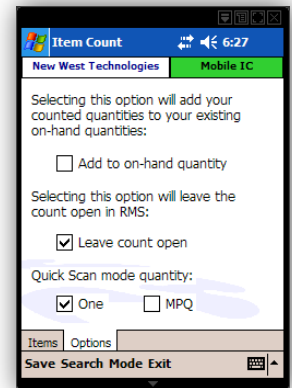 Item Count 6:27
New West Technologies Mobile IC
Selecting this option will add your
counted quantities to your existing
on-hand quantities:
Add to on-hand quantity
Selecting this option will leave the
count open in RMS:
Leave count open
Quick Scan mode quantity:
One MPQ
Items Options
Save Search Mode Exit